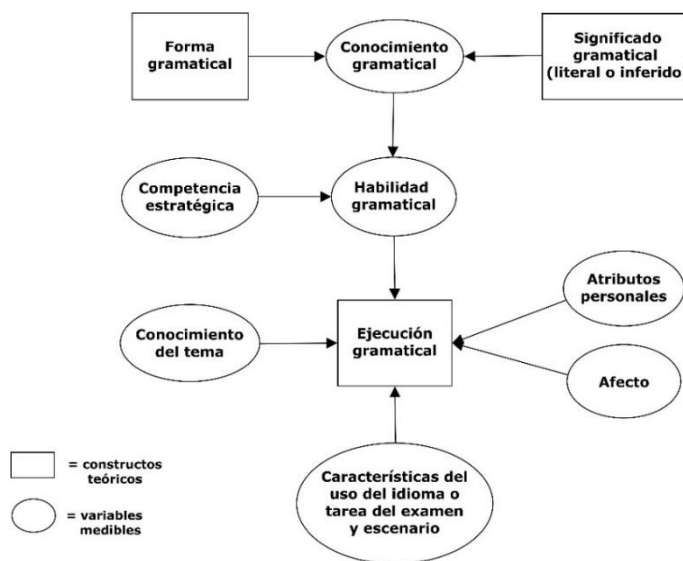 Forma
gramatical
Conocimiento
gramatical
Significado
gramatical
(literal o inferido)
Competencia
estratégica
Habilidad
gramatical
Conocimiento
del tema
Ejecución
gramatical
Atributos
personales
Afecto
Características del
uso del idioma o
tarea del examen
y escenario
= constructos
teóricos
= variables
medibles